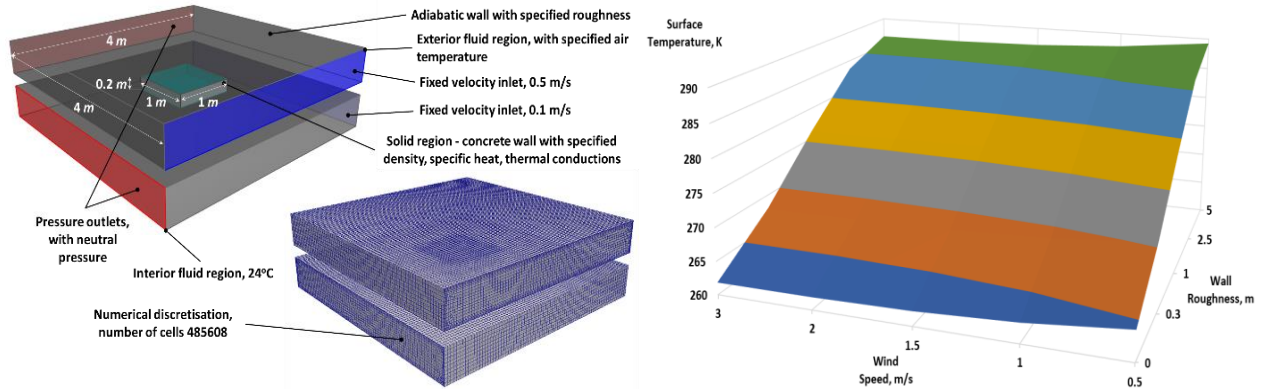 Adiabatic wall with specified roughness
Exterior fluid region, with specified air
temperature
Fixed velocity inlet, 0.5 m/s
Fixed velocity inlet, 0.1 m/s
Solid region - concrete wall with specified
density, specific heat, thermal conductions
4 m
0.2 m
1 m
1 m
4 m
Pressure outlets,
with neutral
pressure
Interior fluid region, 24°C
Numerical discretisation,
number of cells 485608
Surface
Temperature, K
290
285
280
275
270
265
260
3
2
1.5
1
0.5
Wind
Speed, m/s
5
2.5
1
0.3
0
Wall
Roughness, m